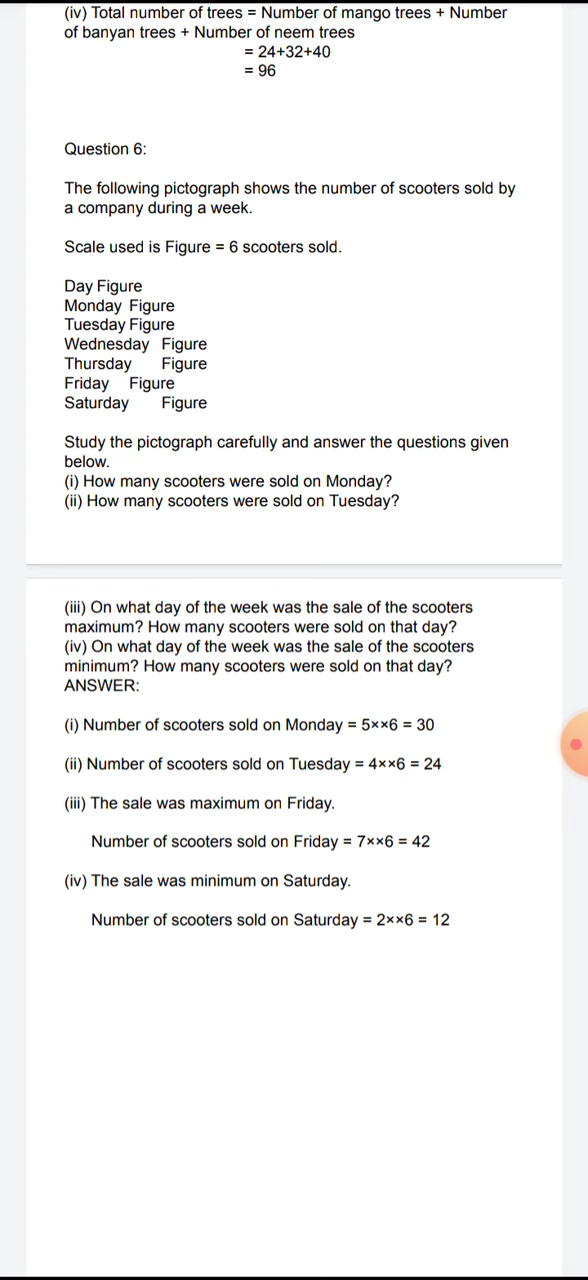 (iv) Total number of trees = Number of mango trees + Number
of banyan trees + Number of neem trees
= 24+32+40
= 96
Question 6:
The following pictograph shows the number of scooters sold by
a company during a week.
Scale used is Figure = 6 scooters sold.
Day Figure
Monday Figure
Tuesday Figure
Wednesday Figure
Thursday Figure
Friday Figure
Saturday Figure
Study the pictograph carefully and answer the questions given
below.
(i) How many scooters were sold on Monday?
(ii) How many scooters were sold on Tuesday?
(iii) On what day of the week was the sale of the scooters
maximum? How many scooters were sold on that day?
(iv) On what day of the week was the sale of the scooters
minimum? How many scooters were sold on that day?
ANSWER:
(i) Number of scooters sold on Monday = 5××6 = 30
(ii) Number of scooters sold on Tuesday = 4××6 = 24
(iii) The sale was maximum on Friday.
Number of scooters sold on Friday = 7××6 = 42
(iv) The sale was minimum on Saturday.
Number of scooters sold on Saturday = 2××6 = 12